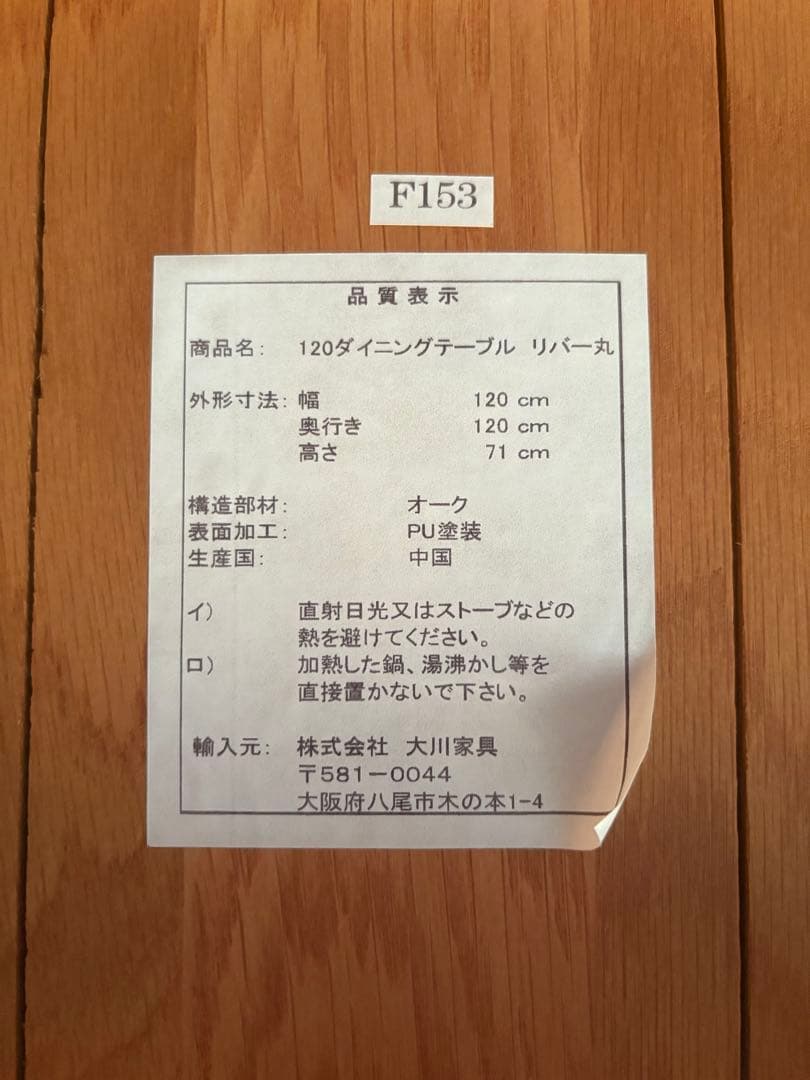 F153
品質表示
商品名: 120ダイニングテーブル リバー丸
外形寸法: 幅 120 cm
奥行き 120 cm
高さ 71 cm
構造部材: オーク
表面加工: PU塗装
生産国: 中国
イ) 直射日光又はストーブなどの
熱を避けてください。
ロ) 加熱した鍋、湯沸かし等を
直接置かないで下さい。
輸入元: 株式会社 大川家具
〒581-0044
大阪府八尾市木の本1-4